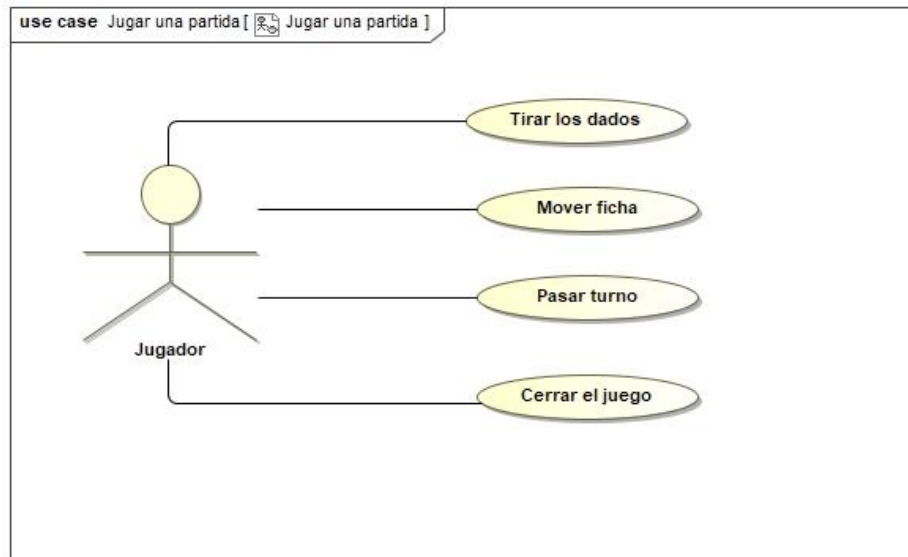 use case Jugar una partida [ Jugar una partida ]
Tirar los dados
Mover ficha
Pasar turno
Jugador
Cerrar el juego